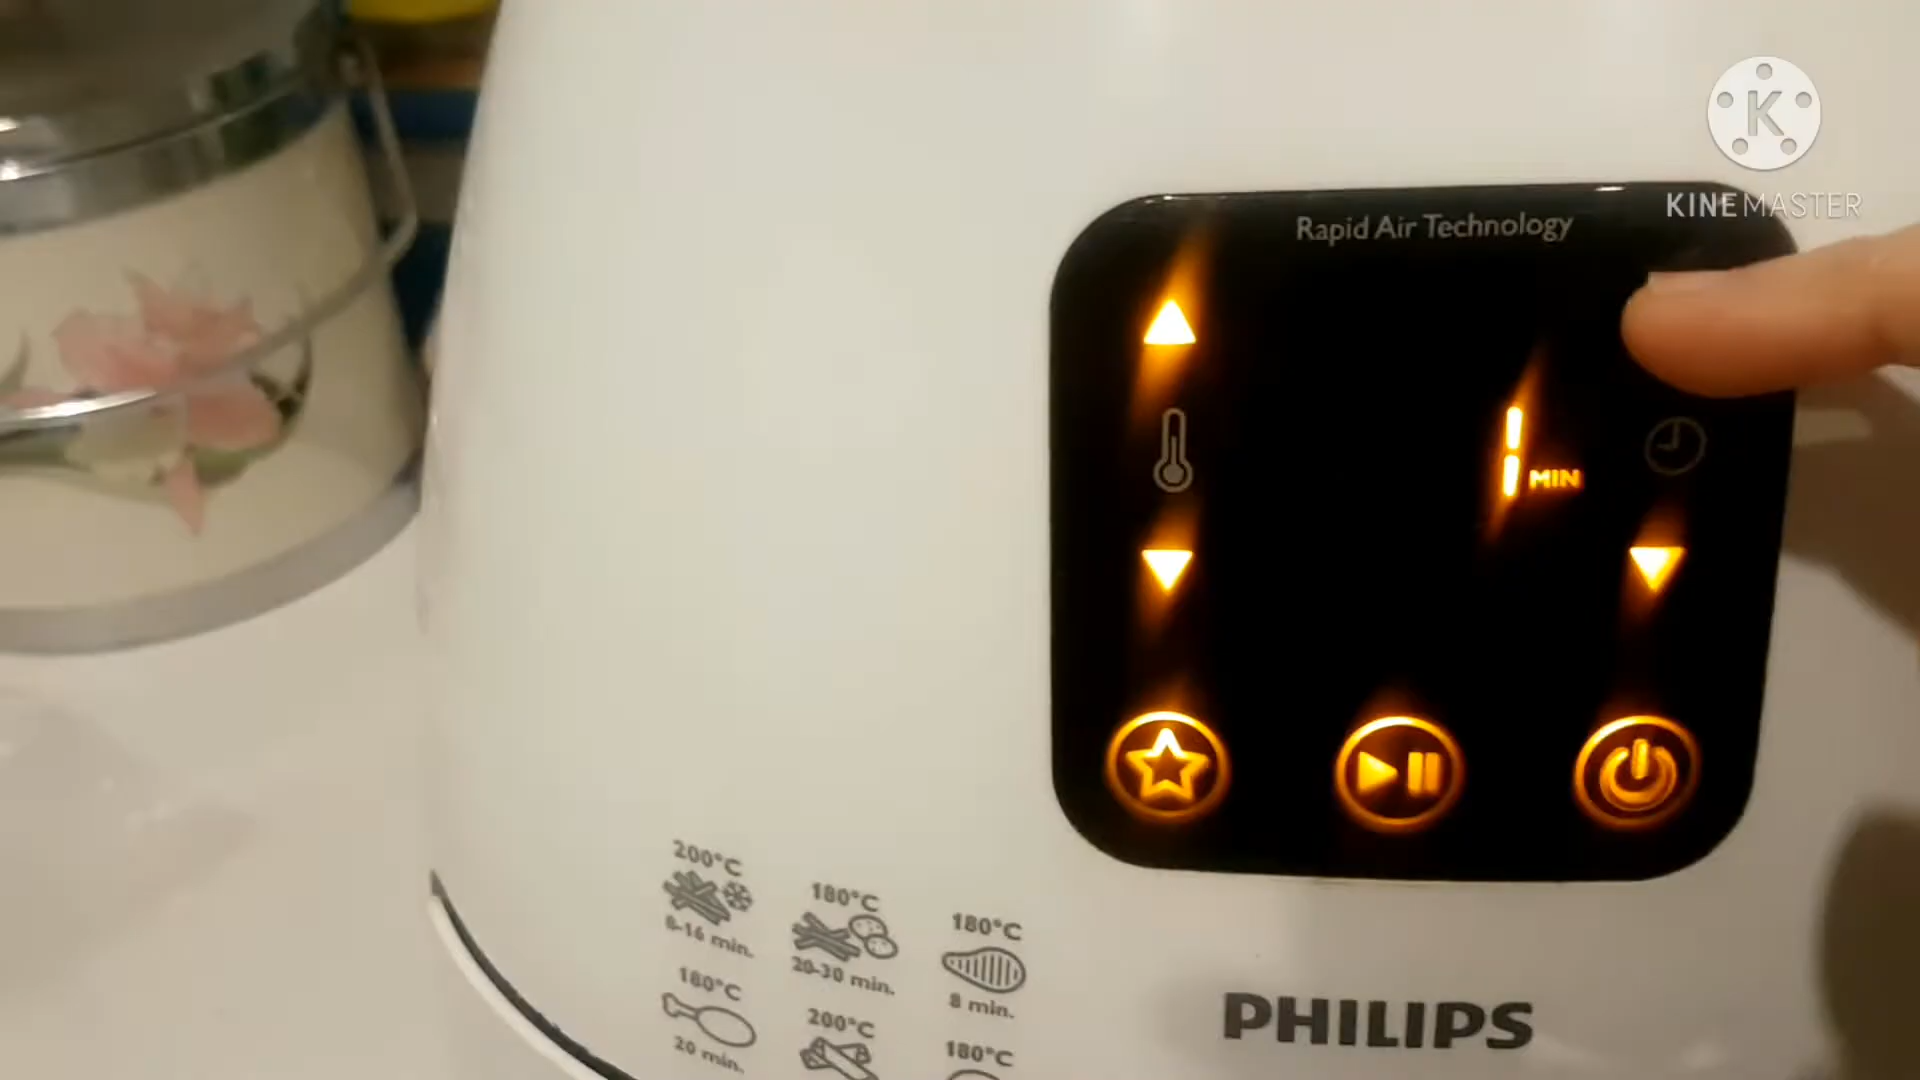 K
KINEMASTER
Rapid Air Technology
1 MIN
200°C
8-16 min.
180°C
20-30 min.
180°C
8 min.
180°C
20 min.
200°C
180°C
PHILIPS